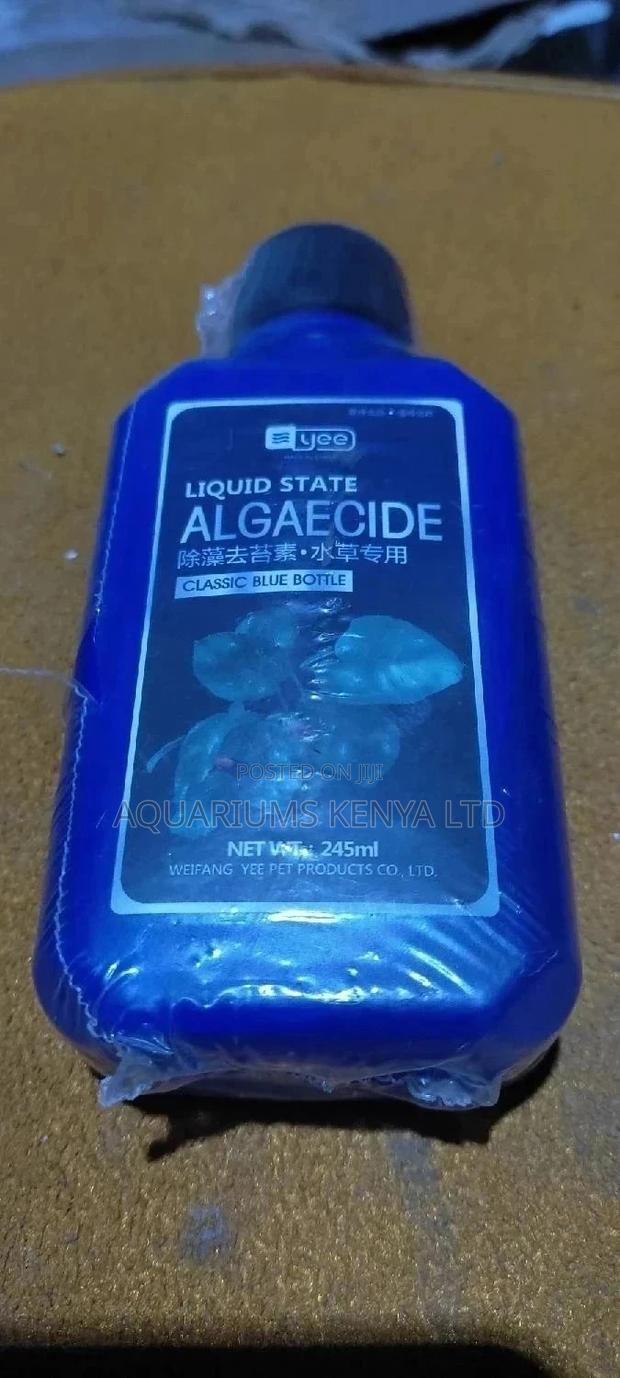 yee
LIQUID STATE
ALGAECIDE
除藻去苔素·水草专用
CLASSIC BLUE BOTTLE
POSTED ON JIJI
AQUARIUMS KENYA LTD
NET WT.: 245ml
WEIFANG YEE PET PRODUCTS CO., LTD.